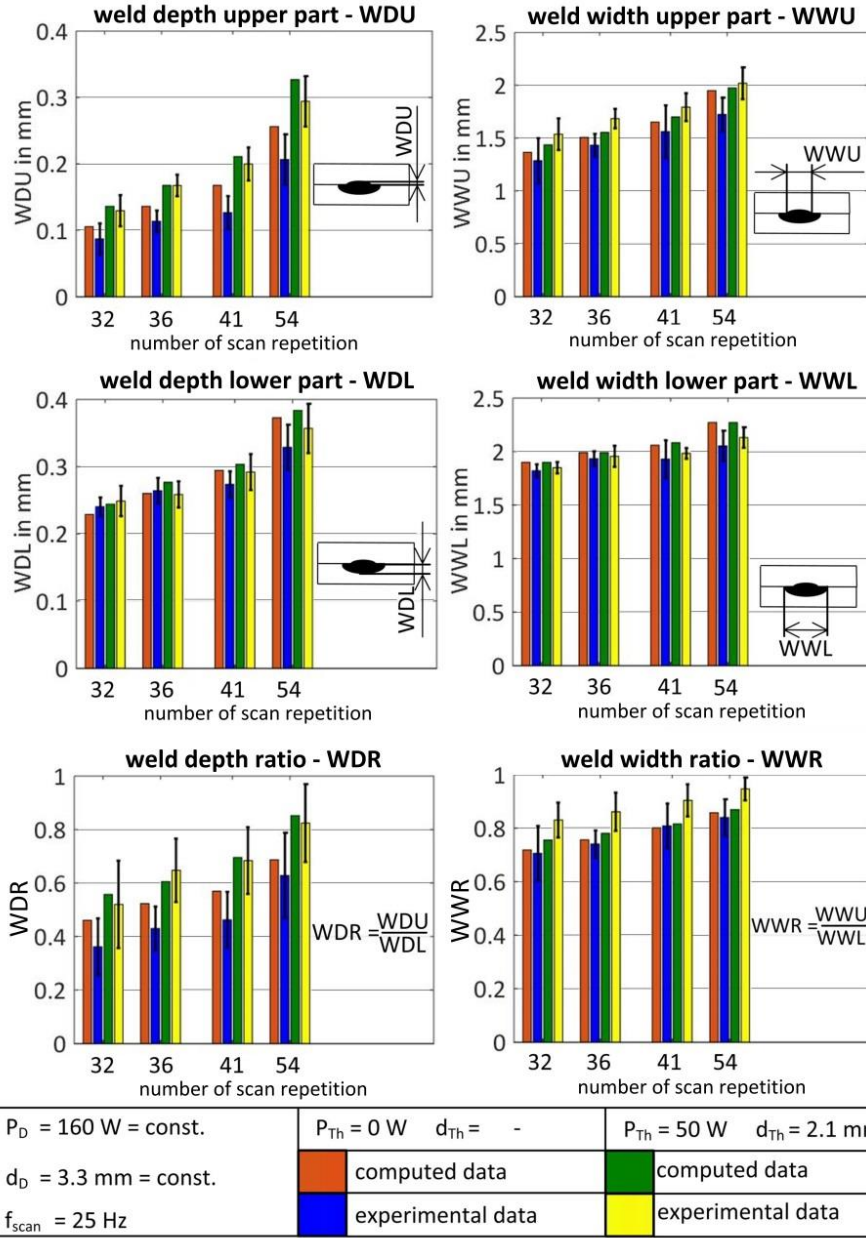 weld depth upper part - WDU
0.4
0.3
0.2
0.1
0
WDU in mm
WDU
32 36 41 54
number of scan repetition
weld width upper part - WWU
2.5
2
1.5
1
0.5
0
WWU in mm
WWU
32 36 41 54
number of scan repetition
weld depth lower part - WDL
0.4
0.3
0.2
0.1
0
WDL in mm
WDL
32 36 41 54
number of scan repetition
weld width lower part - WWL
2.5
2
1.5
1
0.5
0
WWL in mm
WWL
32 36 41 54
number of scan repetition
weld depth ratio - WDR
1
0.8
0.6
0.4
0.2
0
WDR
WDR = WDU/WDL
32 36 41 54
number of scan repetition
weld width ratio - WWR
1
0.8
0.6
0.4
0.2
0
WWR
WWR = WWU/WWL
32 36 41 54
number of scan repetition
P_D = 160 W = const.
d_D = 3.3 mm = const.
f_scan = 25 Hz
P_Th = 0 W d_Th = -
computed data
experimental data
P_Th = 50 W d_Th = 2.1 mm
computed data
experimental data